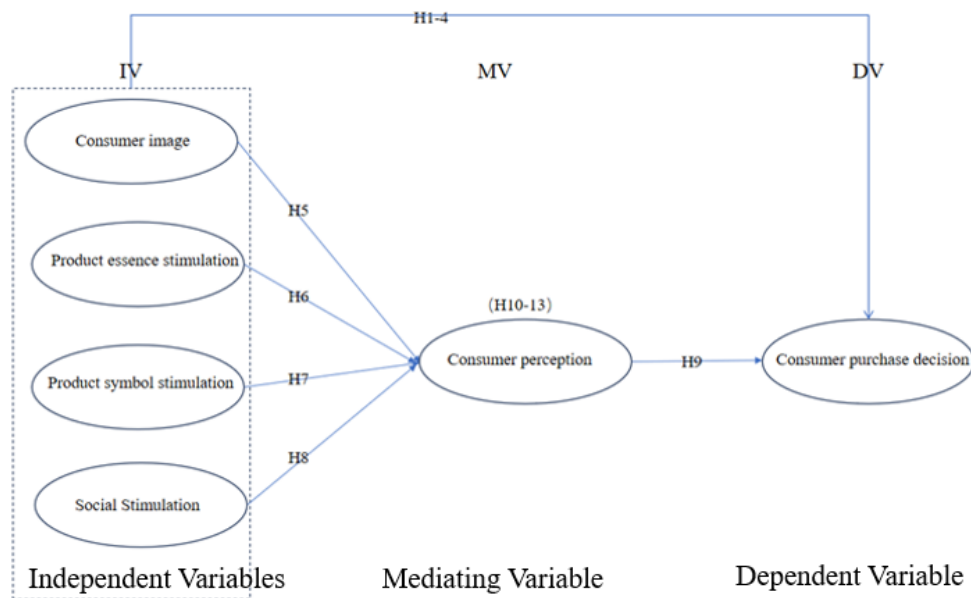 H1-4
IV
MV
DV
Consumer image
H5
Product essence stimulation
H6
(H10-13)
Consumer perception
H9
Consumer purchase decision
Product symbol stimulation
H7
H8
Social Stimulation
Independent Variables
Mediating Variable
Dependent Variable